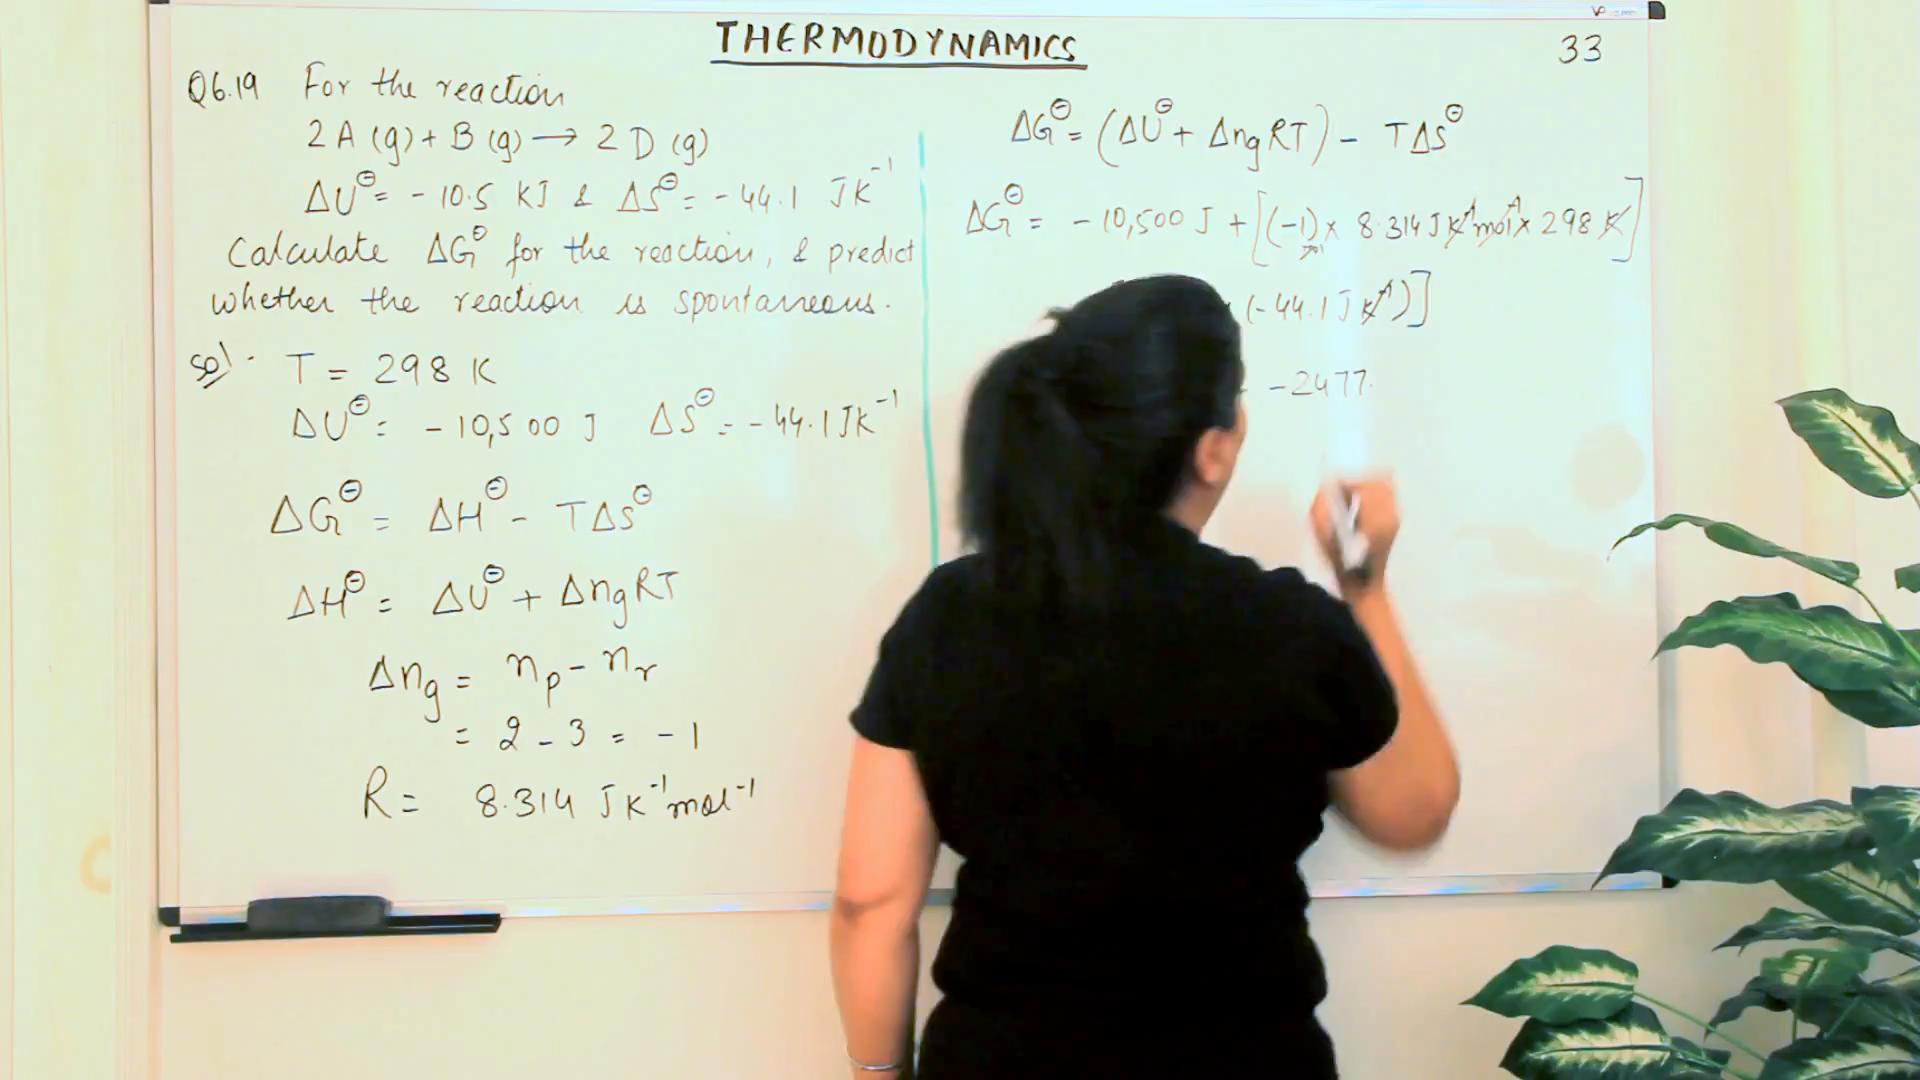 THERMODYNAMICS
33
Q6.19 For the reaction
2A(g) + B(g) → 2D(g)
ΔU⊖ = -10.5 KJ & ΔS⊖ = -44.1 JK⁻¹
Calculate ΔG⊖ for the reaction, & predict
whether the reaction is spontaneous.
Sol. T = 298 K
ΔU⊖ = -10,500 J ΔS⊖ = -44.1 JK⁻¹
ΔG⊖ = ΔH⊖ - TΔS⊖
ΔH⊖ = ΔU⊖ + ΔngRT
Δng = np - nr
= 2 - 3 = -1
R = 8.314 JK⁻¹mol⁻¹
ΔG⊖ = (ΔU⊖ + ΔngRT) - TΔS⊖
ΔG⊖ = -10,500 J + [(-1) mol × 8.314 JK⁻¹mol⁻¹ × 298 K]
(-44.1 JK⁻¹)]
-2477.